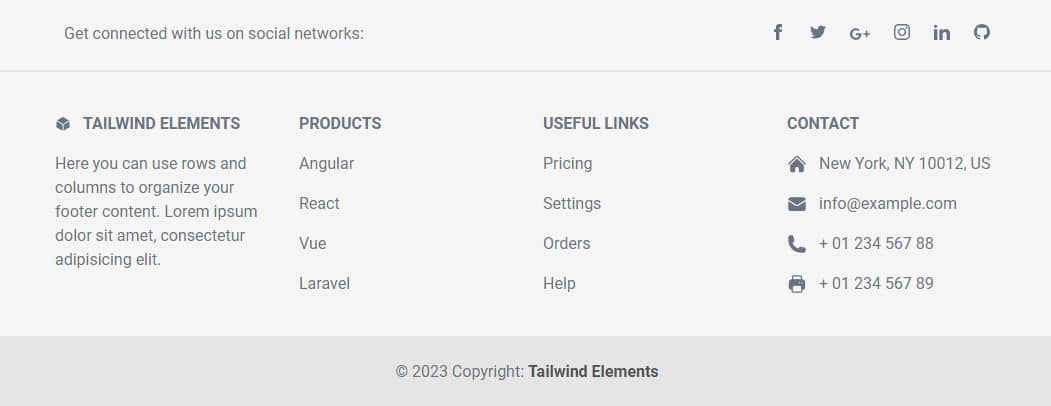 Get connected with us on social networks:
TAILWIND ELEMENTS
Here you can use rows and
columns to organize your
footer content. Lorem ipsum
dolor sit amet, consectetur
adipisicing elit.
PRODUCTS
Angular
React
Vue
Laravel
USEFUL LINKS
Pricing
Settings
Orders
Help
CONTACT
New York, NY 10012, US
info@example.com
+ 01 234 567 88
+ 01 234 567 89
© 2023 Copyright: Tailwind Elements